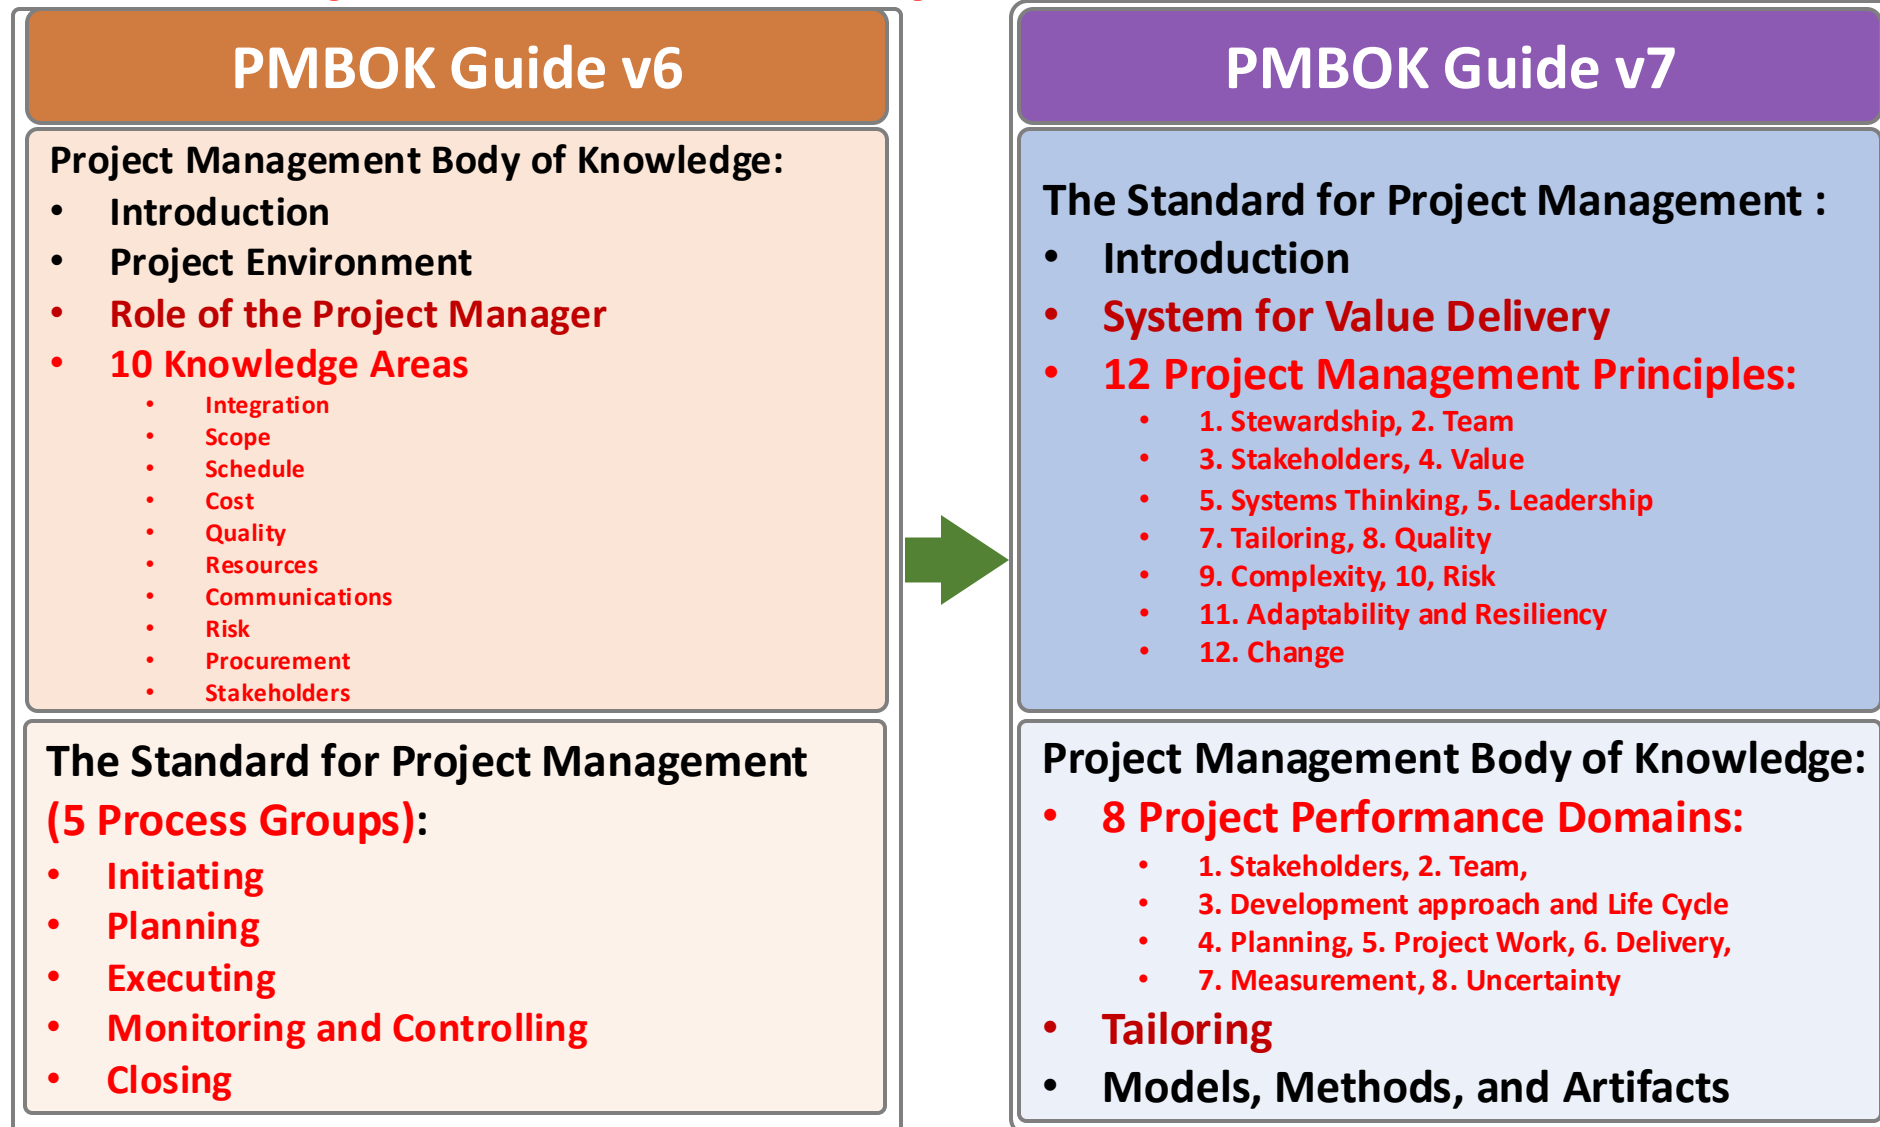 PMBOK Guide v6
Project Management Body of Knowledge:
• Introduction
• Project Environment
• Role of the Project Manager
• 10 Knowledge Areas
• Integration
• Scope
• Schedule
• Cost
• Quality
• Resources
• Communications
• Risk
• Procurement
• Stakeholders
The Standard for Project Management
(5 Process Groups):
• Initiating
• Planning
• Executing
• Monitoring and Controlling
• Closing
PMBOK Guide v7
The Standard for Project Management :
• Introduction
• System for Value Delivery
• 12 Project Management Principles:
• 1. Stewardship, 2. Team
• 3. Stakeholders, 4. Value
• 5. Systems Thinking, 5. Leadership
• 7. Tailoring, 8. Quality
• 9. Complexity, 10, Risk
• 11. Adaptability and Resiliency
• 12. Change
Project Management Body of Knowledge:
• 8 Project Performance Domains:
• 1. Stakeholders, 2. Team,
• 3. Development approach and Life Cycle
• 4. Planning, 5. Project Work, 6. Delivery,
• 7. Measurement, 8. Uncertainty
• Tailoring
• Models, Methods, and Artifacts